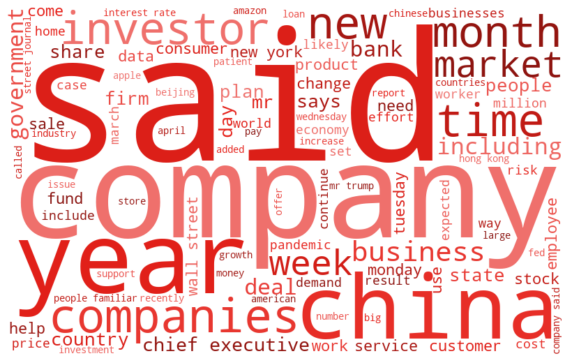 interest rate
amazon
loan
chinese
businesses
come
home
investor
new
month
government
street journal
share
consumer
new york
likely
bank
data
product
market
patient
apple
said
case
firm
plan
change
says
countries
people
mr
report
need
worker
million
sale
march
beijing
day
world
wednesday
effort
time
industry
april
pay
economy
called
added
increase
set
including
hong kong
company
issue
store
offer
continue
mr trump
tuesday
expected
way
risk
fund
include
large
fed
employee
year
wall street
pandemic
business
growth
week
monday
use
state
support
money
demand
result
stock
people familiar
recently
deal
american
china
company said
help
companies
number
big
price
country
chief executive
work
service
customer
cost
investment